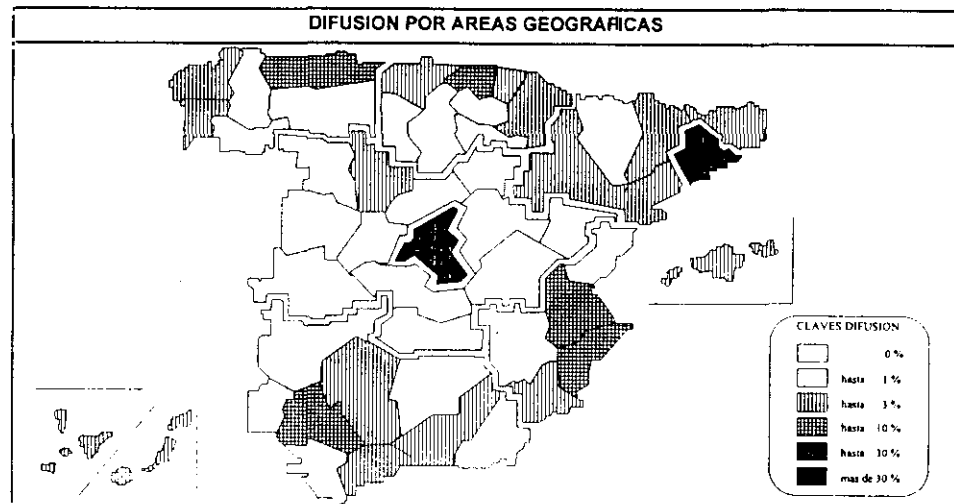 DIFUSION POR AREAS GEOGRAFICAS
CLAVES DIFUSION
0 %
hasta 1 %
hasta 3 %
hasta 10 %
hasta 30 %
mas de 30 %